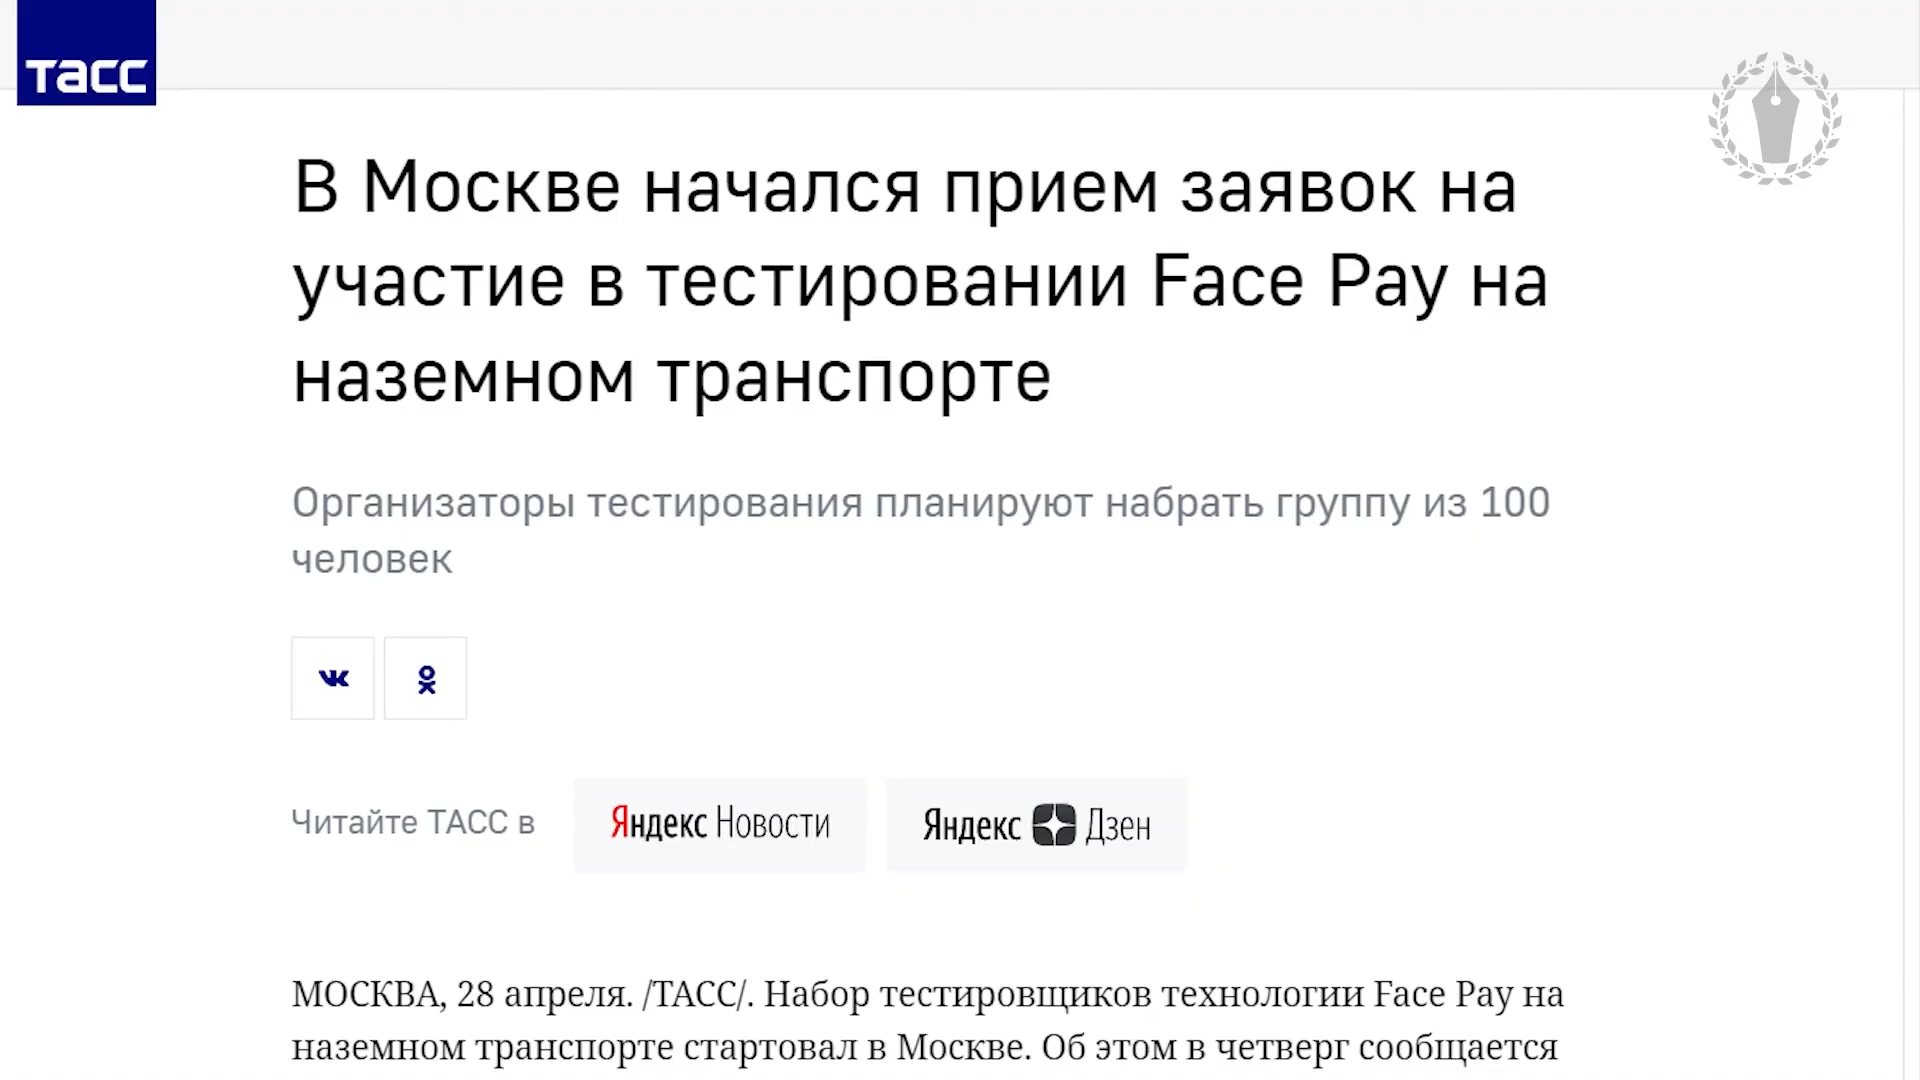 тасс
В Москве начался прием заявок на
участие в тестировании Face Pay на
наземном транспорте
Организаторы тестирования планируют набрать группу из 100
человек
Читайте ТАСС в
Яндекс Новости
Яндекс Дзен
МОСКВА, 28 апреля. /ТАСС/. Набор тестировщиков технологии Face Pay на
наземном транспорте стартовал в Москве. Об этом в четверг сообщается